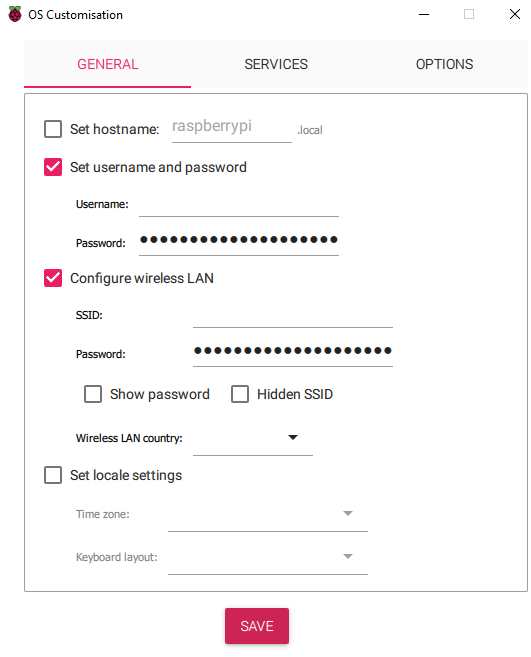 OS Customisation
GENERAL SERVICES OPTIONS
Set hostname: raspberrypi .local
Set username and password
Username:
Password: ●●●●●●●●●●●●●●●●●●●●
Configure wireless LAN
SSID:
Password: ●●●●●●●●●●●●●●●●●●●●
Show password Hidden SSID
Wireless LAN country:
Set locale settings
Time zone:
Keyboard layout:
SAVE